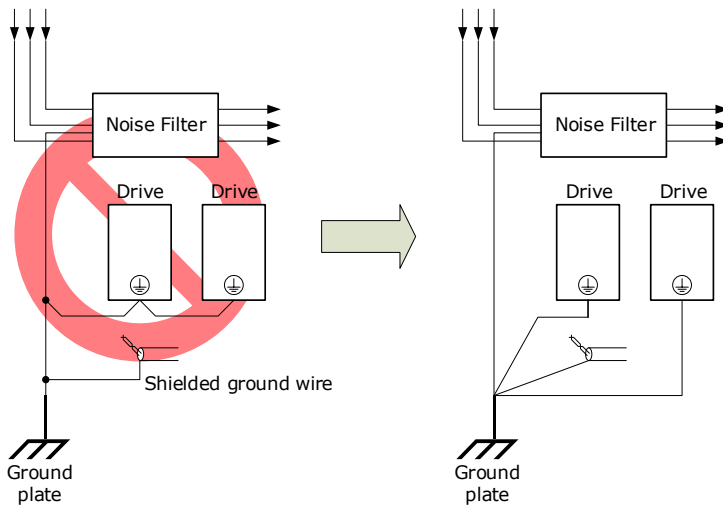 Noise Filter
Drive
Drive
Shielded ground wire
Ground
plate
Noise Filter
Drive
Drive
Ground
plate